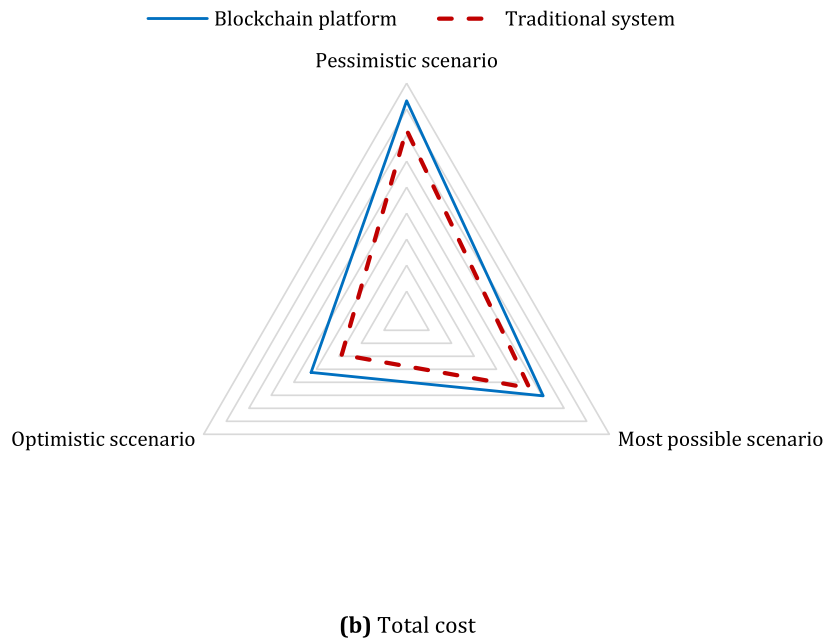 Blockchain platform Traditional system
Pessimistic scenario
Optimistic sccenario Most possible scenario
(b) Total cost